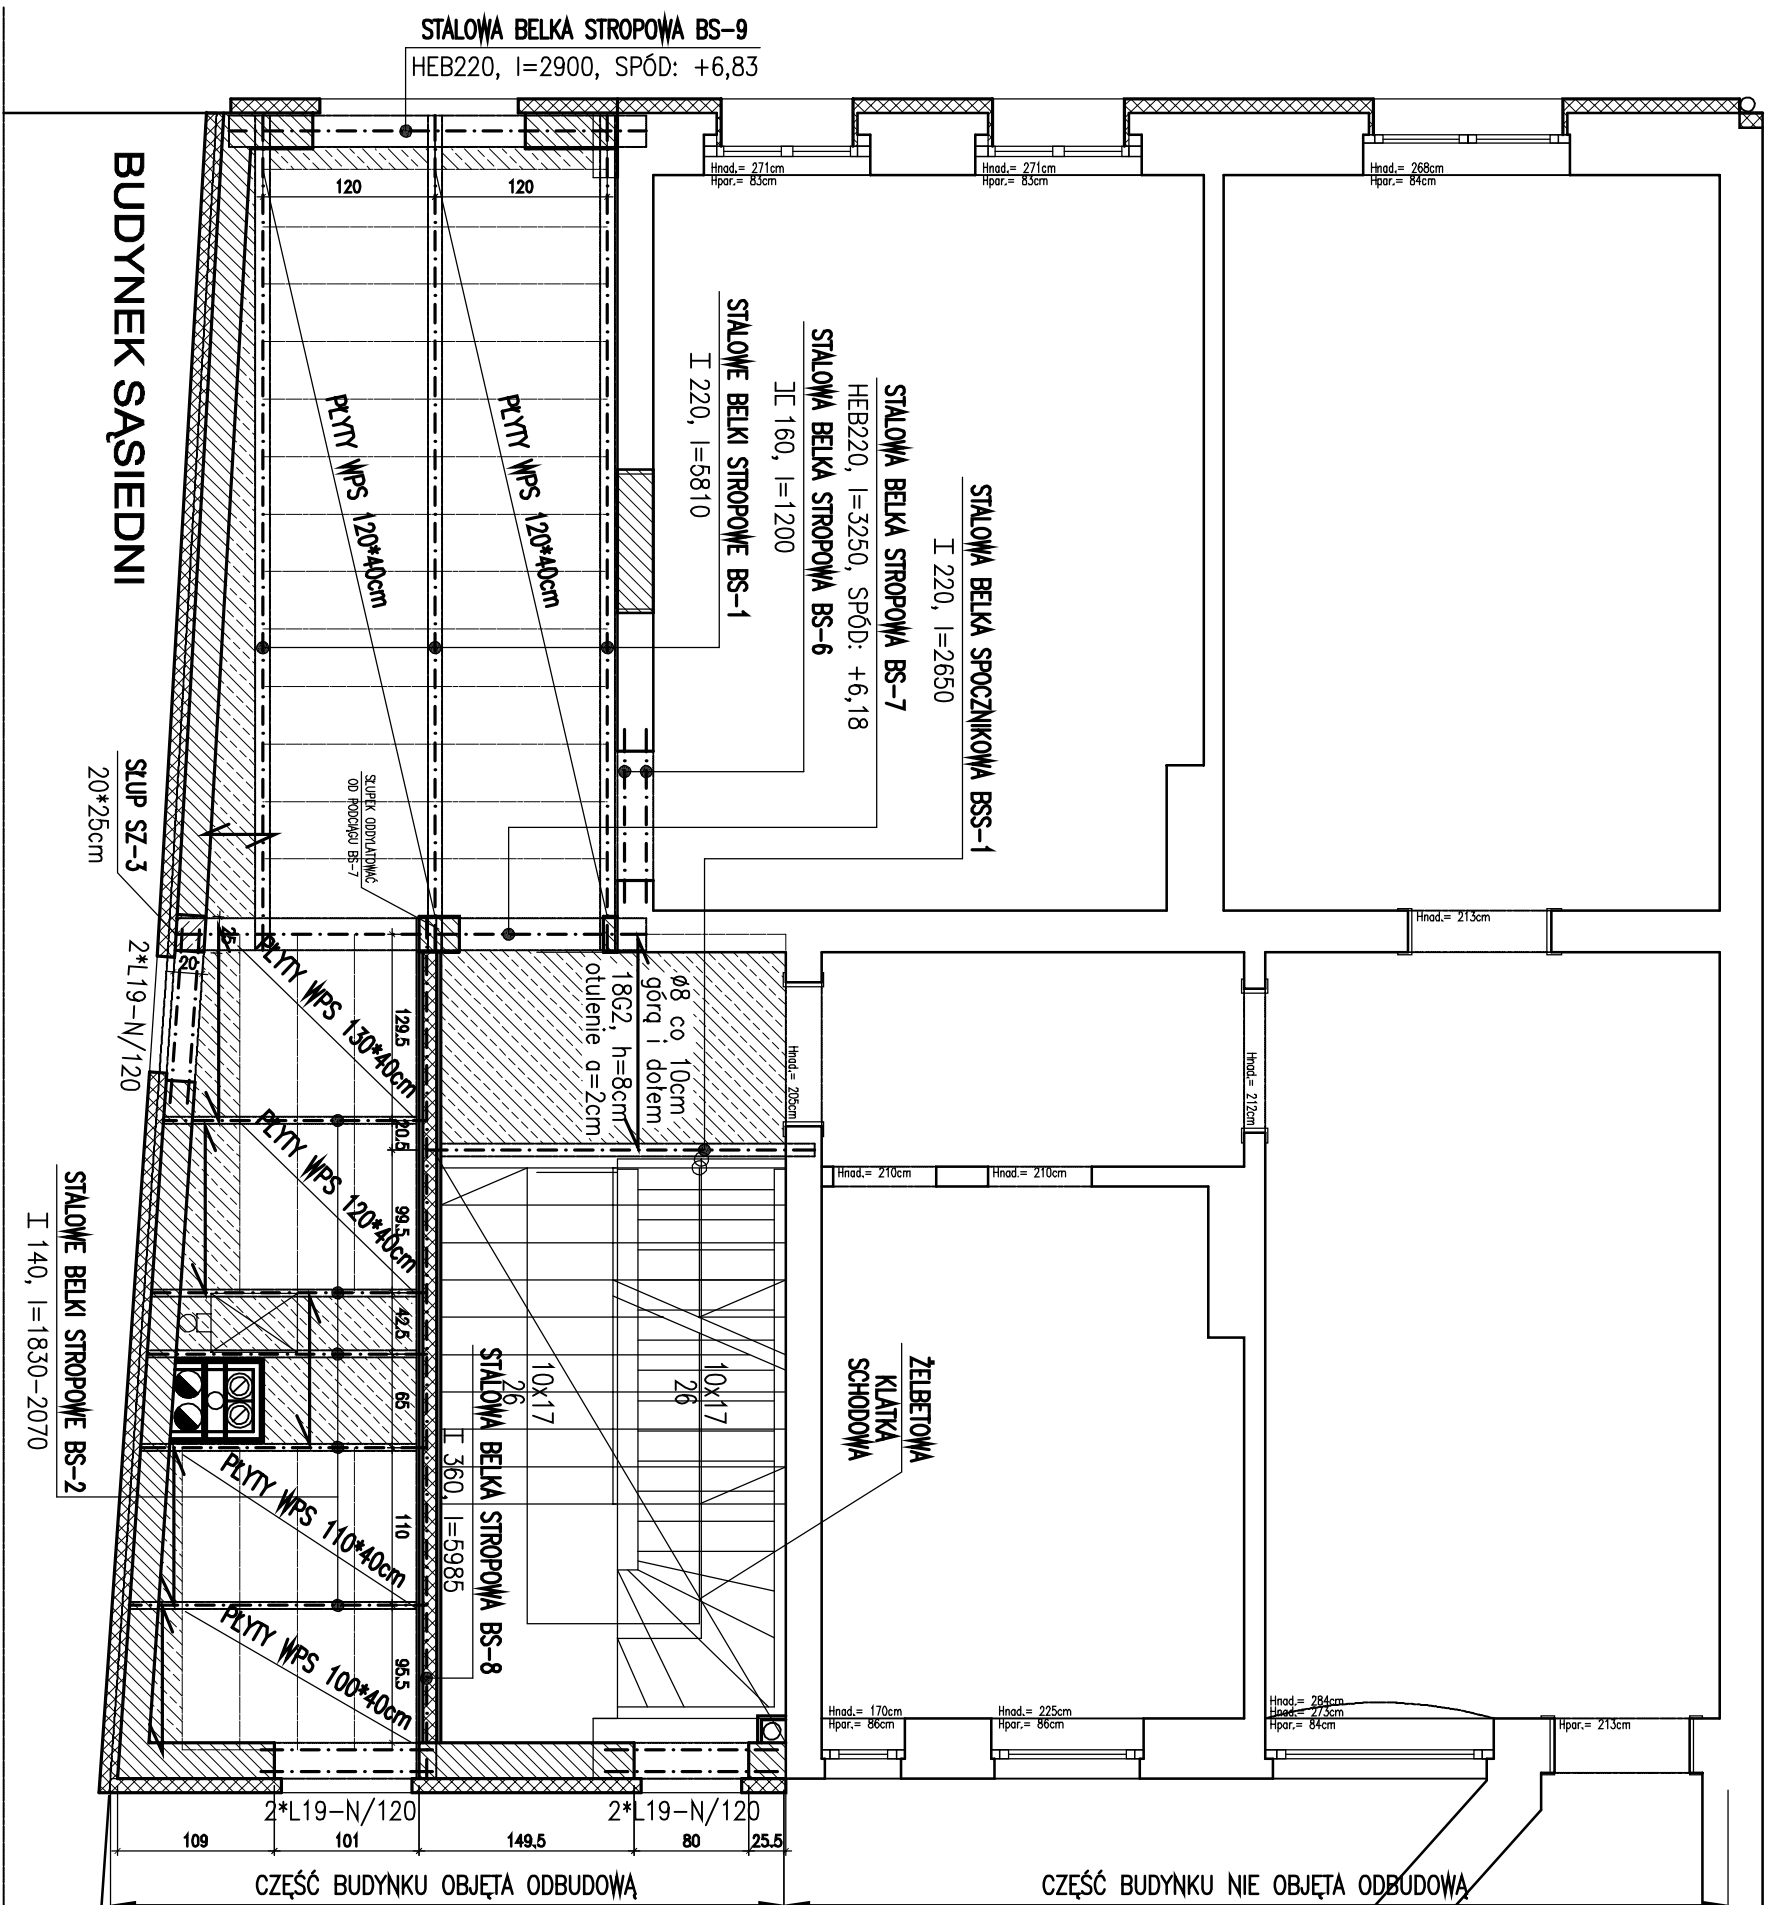 STALOWA BELKA STROPOWA BS-9
HEB220, l=2900, SPÓD: +6,83
BUDYNEK SĄSIEDNI
120
120
Hnad.= 271cm
Hpar.= 83cm
Hnad.= 271cm
Hpar.= 83cm
Hnad.= 268cm
Hpar.= 84cm
PŁYTY WPS 120*40cm
PŁYTY WPS 120*40cm
STALOWE BELKI STROPOWE BS-1
I 220, l=5810
STALOWA BELKA STROPOWA BS-6
][ 160, l=1200
STALOWA BELKA STROPOWA BS-7
HEB220, l=3250, SPÓD: +6,18
STALOWA BELKA SPOCZNIKOWA BSS-1
I 220, l=2650
SŁUPEK ODDYLATOWAĆ
OD PODCIĄGU BS-7
SŁUP SZ-3
20*25cm
2*L19-N/120
25
20
Hnad.= 213cm
PŁYTY WPS 130*40cm
129.5
ø8 co 10cm
górą i dołem
18G2, h=8cm
otulenie a=2cm
Hnad.= 205cm
Hnad.= 212cm
20.5
PŁYTY WPS 120*40cm
99.5
Hnad.= 210cm
Hnad.= 210cm
42.5
65
STALOWE BELKI STROPOWE BS-2
I 140, l=1830-2070
10x17
26
10x17
26
ŻELBETOWA
KLATKA
SCHODOWA
STALOWA BELKA STROPOWA BS-8
I 360, l=5985
PŁYTY WPS 110*40cm
110
PŁYTY WPS 100*40cm
95.5
Hnad.= 170cm
Hpar.= 86cm
Hnad.= 225cm
Hpar.= 86cm
Hnad.= 284cm
Hnad.= 273cm
Hpar.= 84cm
Hpar.= 213cm
2*L19-N/120
2*L19-N/120
109
101
149.5
80
25.5
CZĘŚĆ BUDYNKU OBJĘTA ODBUDOWĄ
CZĘŚĆ BUDYNKU NIE OBJĘTA ODBUDOWĄ